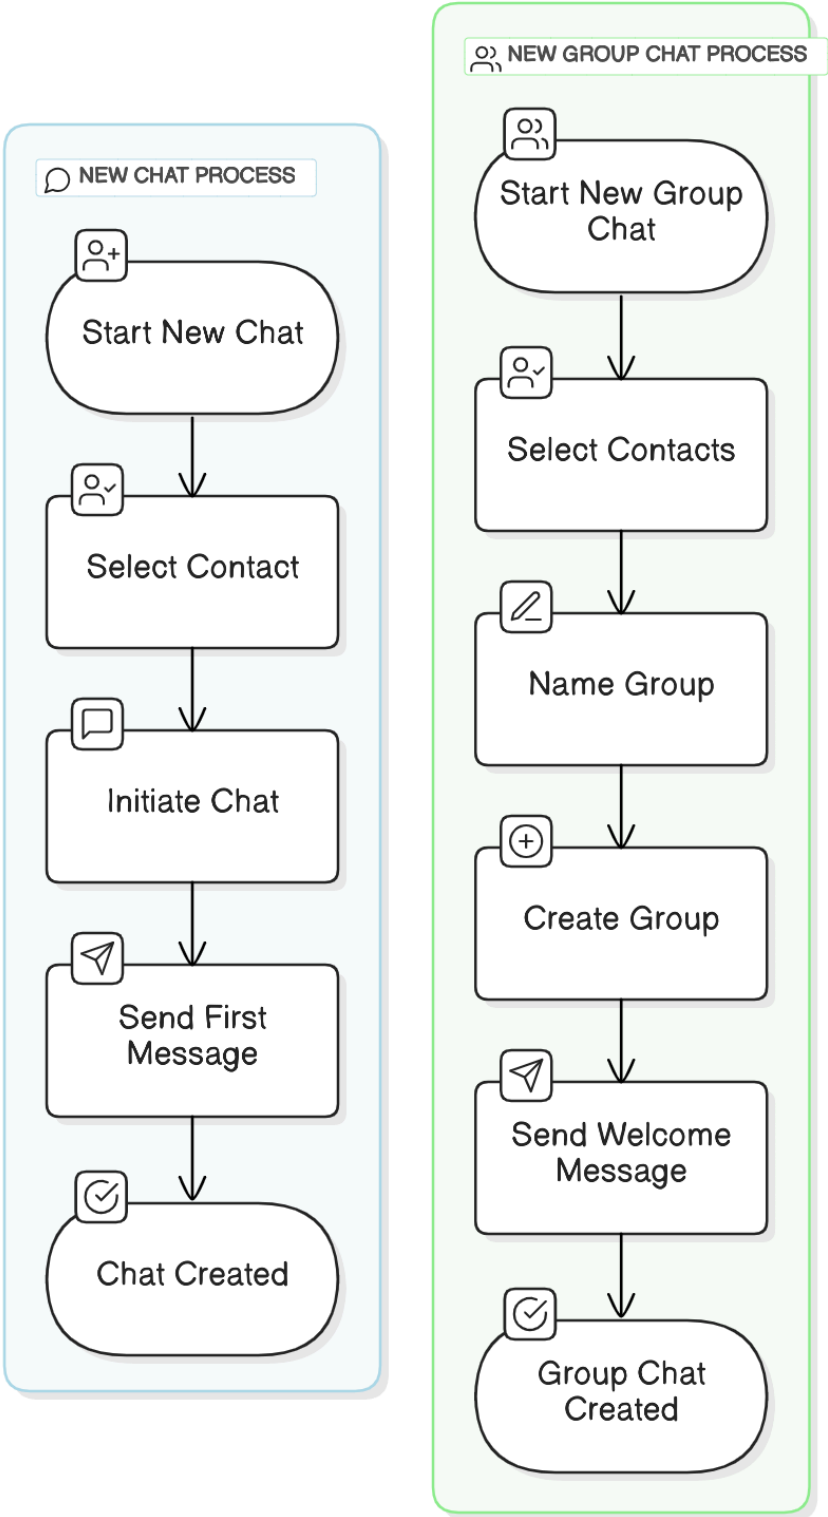 NEW CHAT PROCESS
Start New Chat
Select Contact
Initiate Chat
Send First
Message
Chat Created
NEW GROUP CHAT PROCESS
Start New Group
Chat
Select Contacts
Name Group
Create Group
Send Welcome
Message
Group Chat
Created